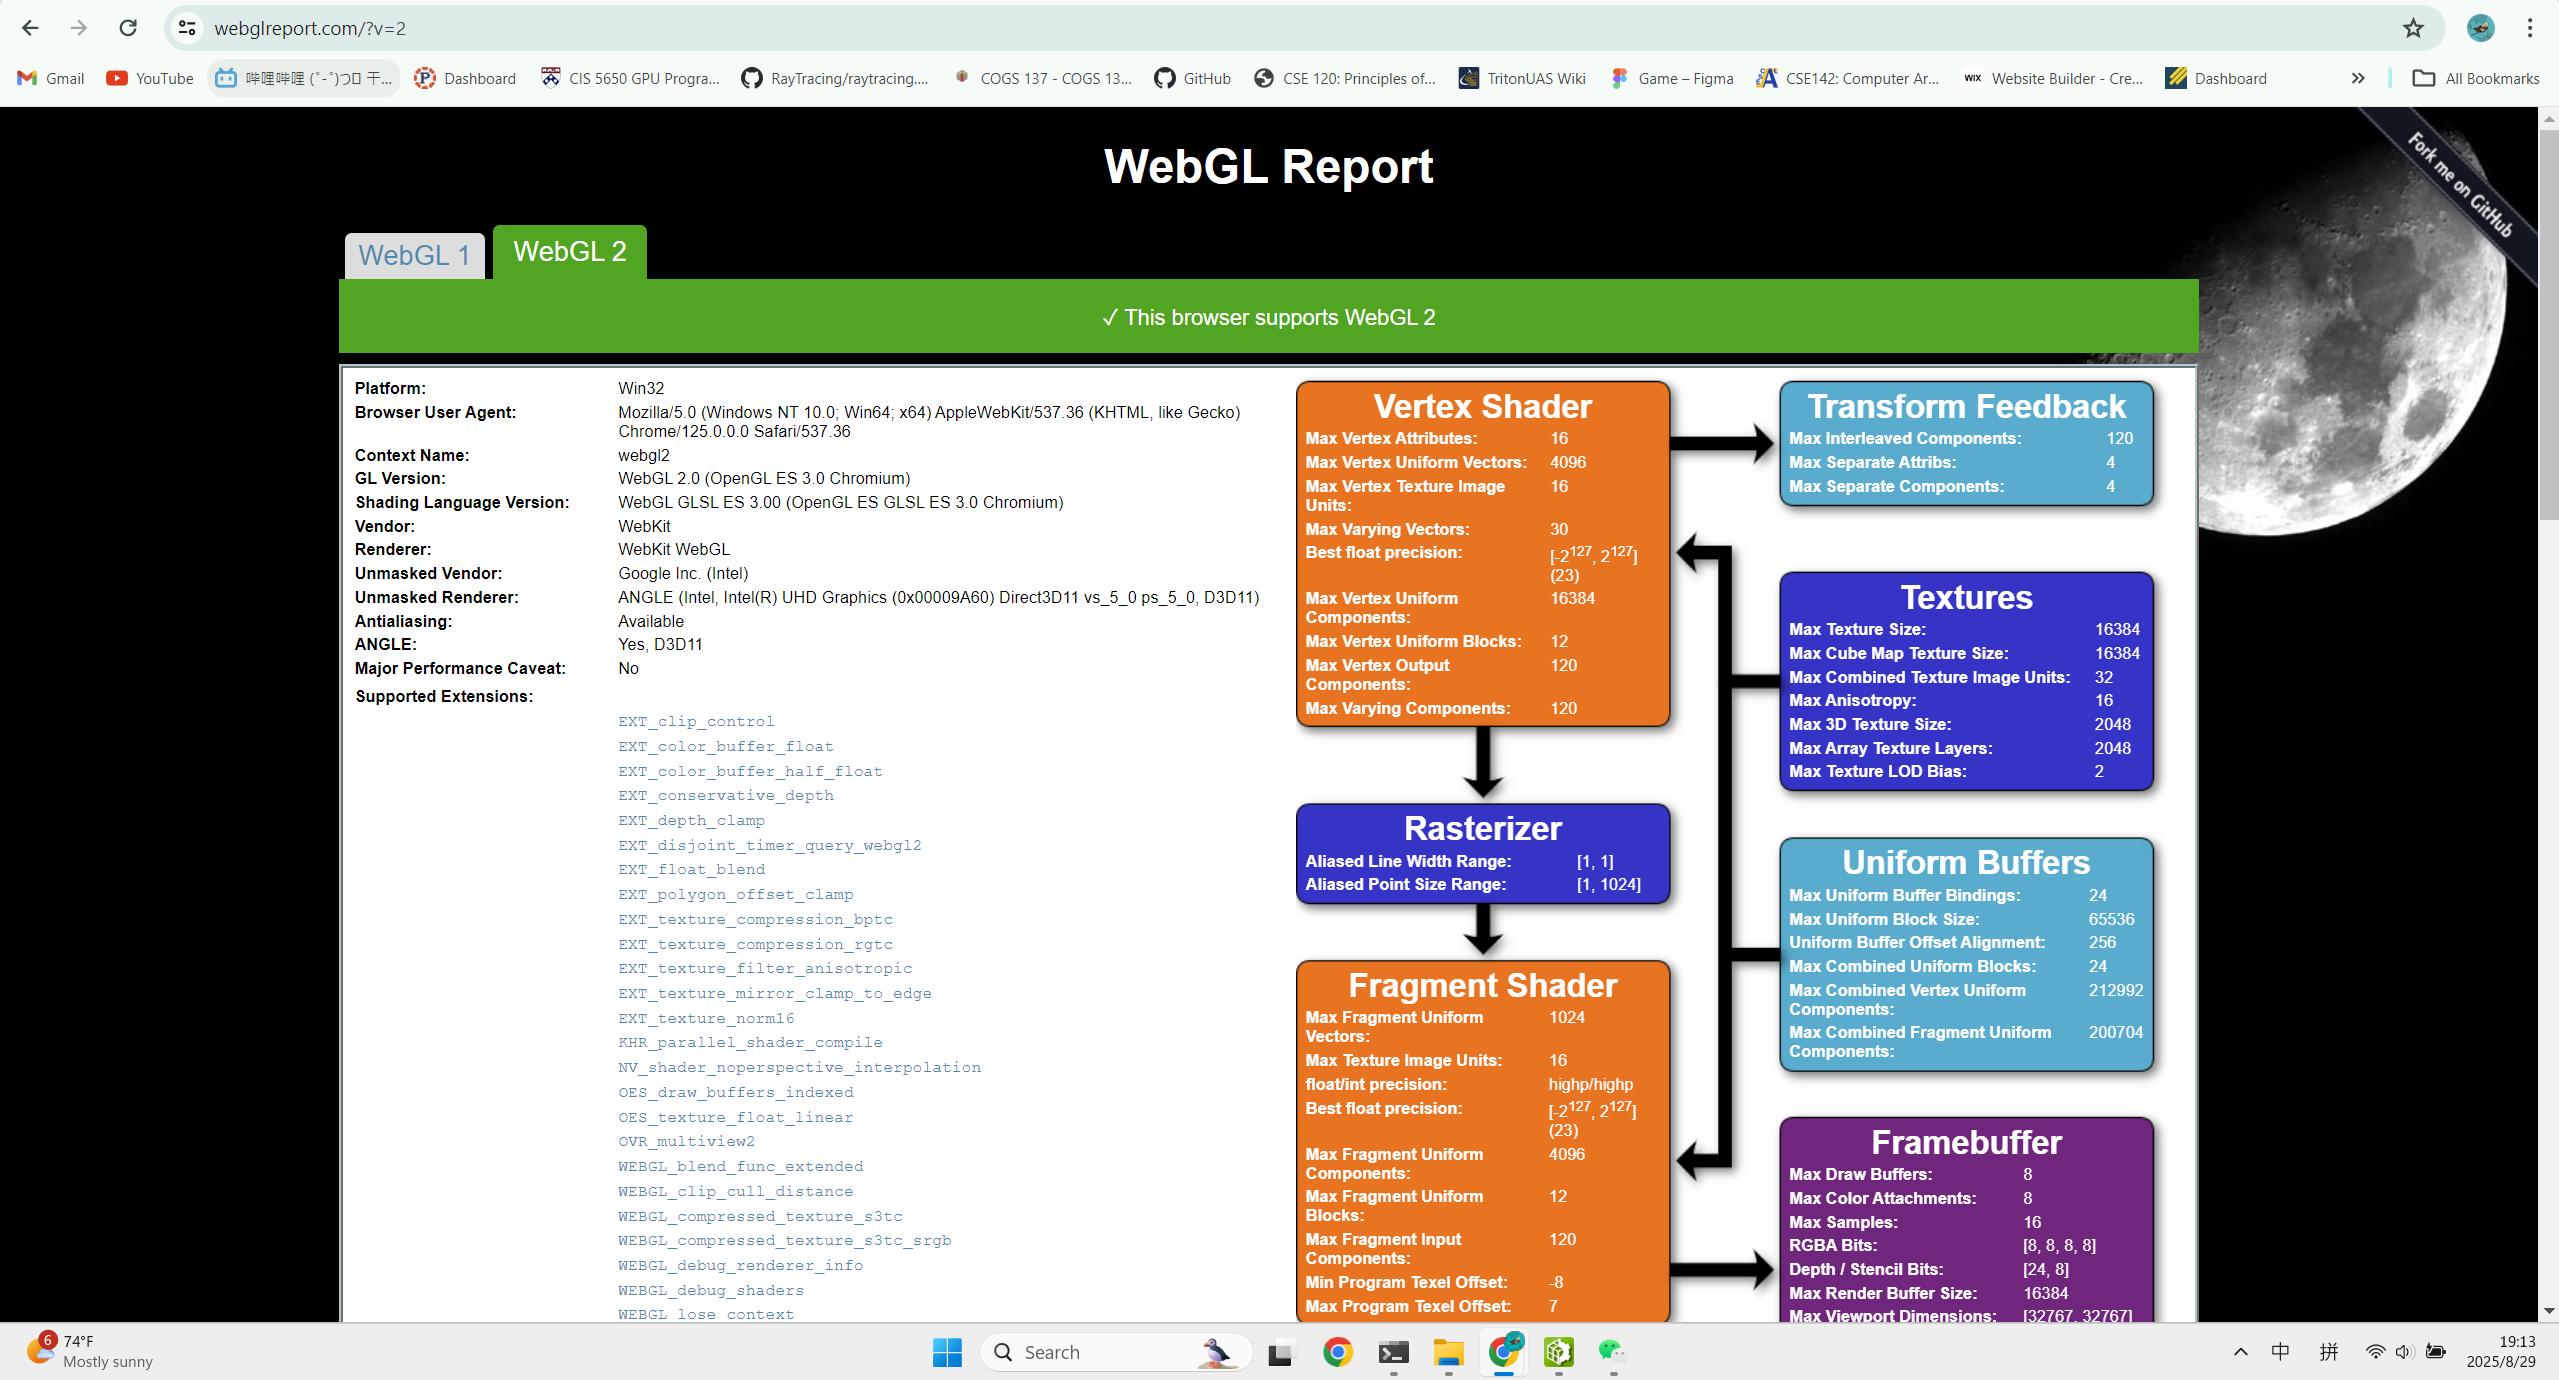 webglreport.com/?v=2
Gmail
YouTube
哔哩哔哩 (゜-゜)つロ 干...
Dashboard
CIS 5650 GPU Progra...
RayTracing/raytracing....
COGS 137 - COGS 13...
GitHub
CSE 120: Principles of...
TritonUAS Wiki
Game – Figma
CSE142: Computer Ar...
WIX
Website Builder - Cre...
Dashboard
All Bookmarks
Fork me on GitHub
WebGL Report
WebGL 1
WebGL 2
✓ This browser supports WebGL 2
Platform: Win32
Browser User Agent: Mozilla/5.0 (Windows NT 10.0; Win64; x64) AppleWebKit/537.36 (KHTML, like Gecko)
Chrome/125.0.0.0 Safari/537.36
Context Name: webgl2
GL Version: WebGL 2.0 (OpenGL ES 3.0 Chromium)
Shading Language Version: WebGL GLSL ES 3.00 (OpenGL ES GLSL ES 3.0 Chromium)
Vendor: WebKit
Renderer: WebKit WebGL
Unmasked Vendor: Google Inc. (Intel)
Unmasked Renderer: ANGLE (Intel, Intel(R) UHD Graphics (0x00009A60) Direct3D11 vs_5_0 ps_5_0, D3D11)
Antialiasing: Available
ANGLE: Yes, D3D11
Major Performance Caveat: No
Supported Extensions:
EXT_clip_control
EXT_color_buffer_float
EXT_color_buffer_half_float
EXT_conservative_depth
EXT_depth_clamp
EXT_disjoint_timer_query_webgl2
EXT_float_blend
EXT_polygon_offset_clamp
EXT_texture_compression_bptc
EXT_texture_compression_rgtc
EXT_texture_filter_anisotropic
EXT_texture_mirror_clamp_to_edge
EXT_texture_norm16
KHR_parallel_shader_compile
NV_shader_noperspective_interpolation
OES_draw_buffers_indexed
OES_texture_float_linear
OVR_multiview2
WEBGL_blend_func_extended
WEBGL_clip_cull_distance
WEBGL_compressed_texture_s3tc
WEBGL_compressed_texture_s3tc_srgb
WEBGL_debug_renderer_info
WEBGL_debug_shaders
WEBGL_lose_context
Vertex Shader
Max Vertex Attributes: 16
Max Vertex Uniform Vectors: 4096
Max Vertex Texture Image 16
Units:
Max Varying Vectors: 30
Best float precision: [-2^127, 2^127]
(23)
Max Vertex Uniform 16384
Components:
Max Vertex Uniform Blocks: 12
Max Vertex Output 120
Components:
Max Varying Components: 120
Rasterizer
Aliased Line Width Range: [1, 1]
Aliased Point Size Range: [1, 1024]
Fragment Shader
Max Fragment Uniform 1024
Vectors:
Max Texture Image Units: 16
float/int precision: highp/highp
Best float precision: [-2^127, 2^127]
(23)
Max Fragment Uniform 4096
Components:
Max Fragment Uniform 12
Blocks:
Max Fragment Input 120
Components:
Min Program Texel Offset: -8
Max Program Texel Offset: 7
Transform Feedback
Max Interleaved Components: 120
Max Separate Attribs: 4
Max Separate Components: 4
Textures
Max Texture Size: 16384
Max Cube Map Texture Size: 16384
Max Combined Texture Image Units: 32
Max Anisotropy: 16
Max 3D Texture Size: 2048
Max Array Texture Layers: 2048
Max Texture LOD Bias: 2
Uniform Buffers
Max Uniform Buffer Bindings: 24
Max Uniform Block Size: 65536
Uniform Buffer Offset Alignment: 256
Max Combined Uniform Blocks: 24
Max Combined Vertex Uniform 212992
Components:
Max Combined Fragment Uniform 200704
Components:
Framebuffer
Max Draw Buffers: 8
Max Color Attachments: 8
Max Samples: 16
RGBA Bits: [8, 8, 8, 8]
Depth / Stencil Bits: [24, 8]
Max Render Buffer Size: 16384
Max Viewport Dimensions: [32767, 32767]
6
74°F
Mostly sunny
Search
中
拼
19:13
2025/8/29